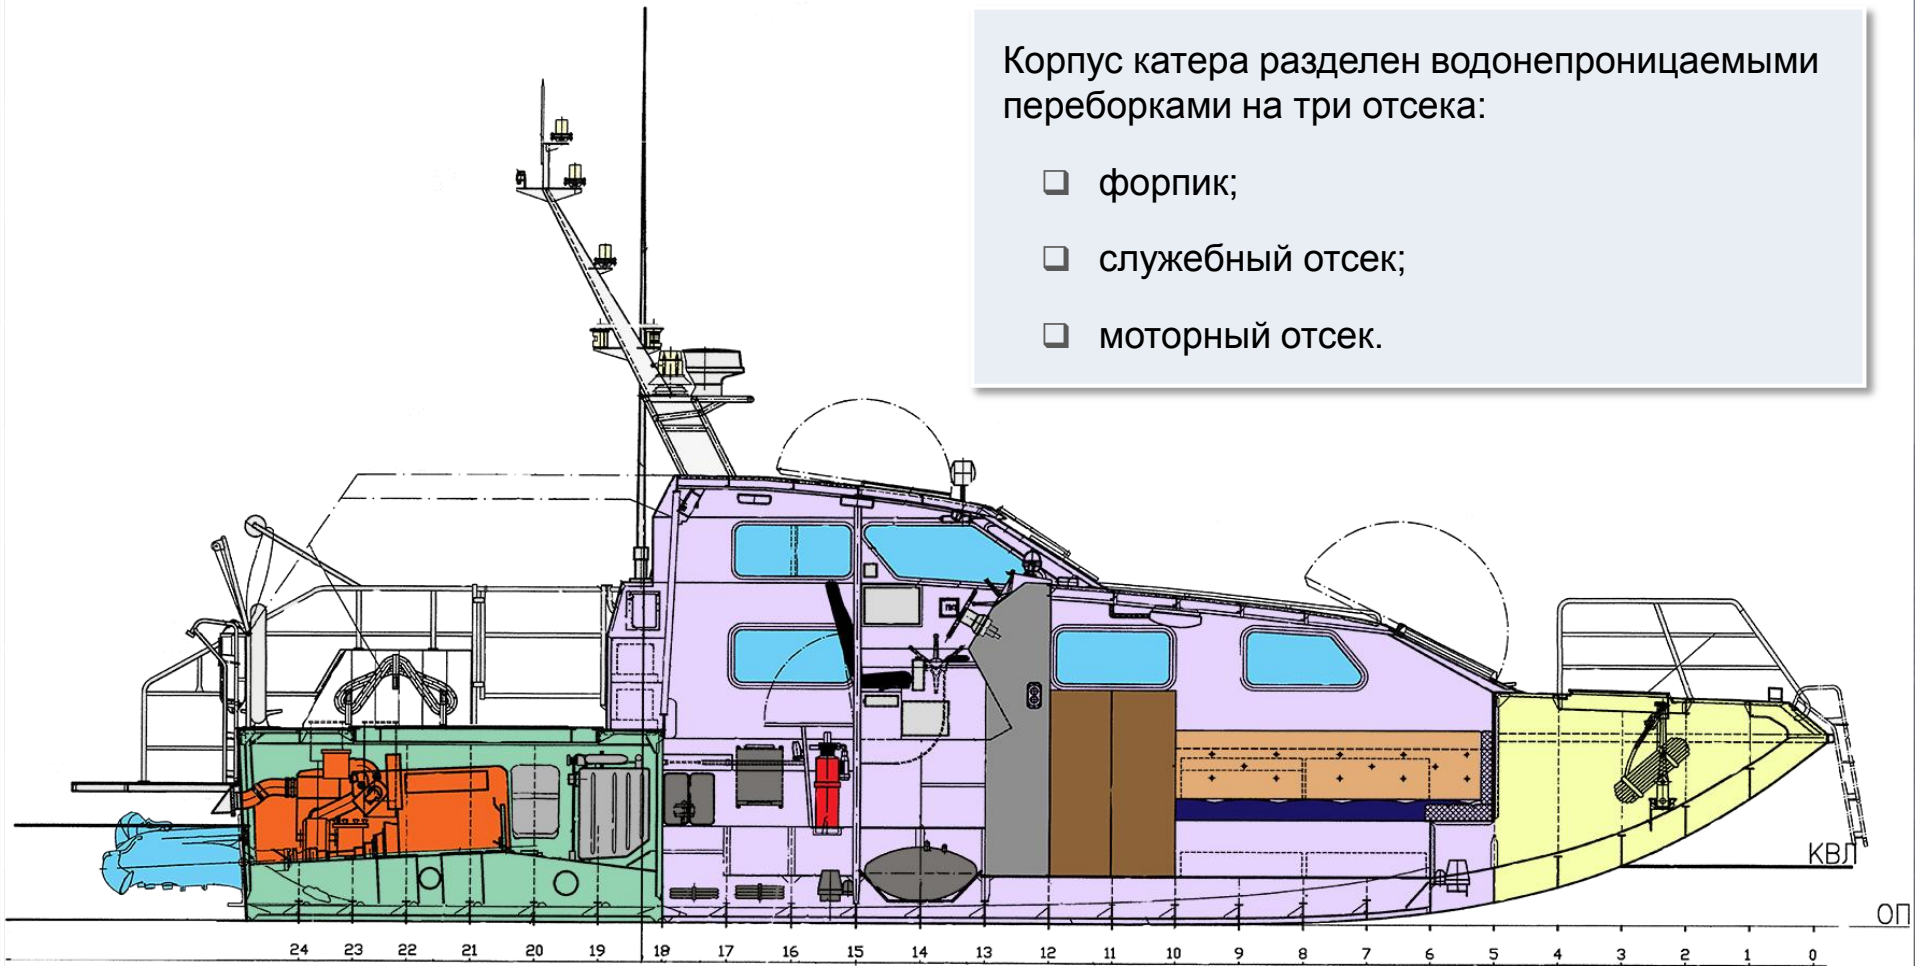 Корпус катера разделен водонепроницаемыми
переборками на три отсека:
форпик;
служебный отсек;
моторный отсек.
КВЛ
ОП
24 23 22 21 20 19 18 17 16 15 14 13 12 11 10 9 8 7 6 5 4 3 2 1 0